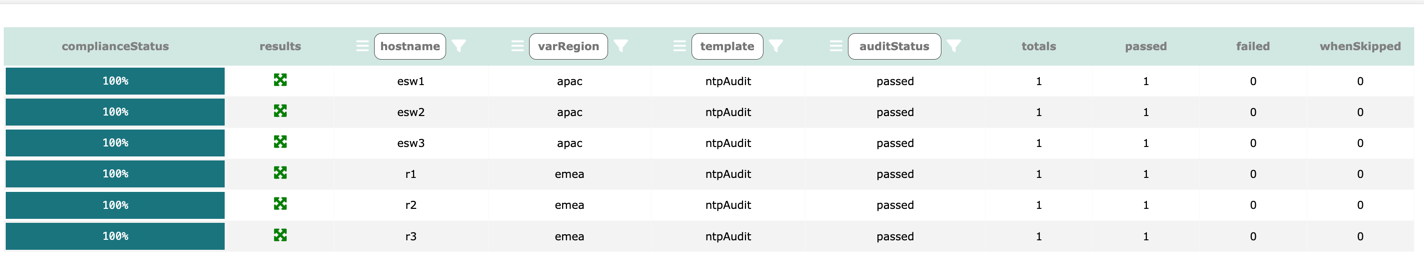 complianceStatus results hostname varRegion template auditStatus totals passed failed whenSkipped
100% esw1 apac ntpAudit passed 1 1 0 0
100% esw2 apac ntpAudit passed 1 1 0 0
100% esw3 apac ntpAudit passed 1 1 0 0
100% r1 emea ntpAudit passed 1 1 0 0
100% r2 emea ntpAudit passed 1 1 0 0
100% r3 emea ntpAudit passed 1 1 0 0